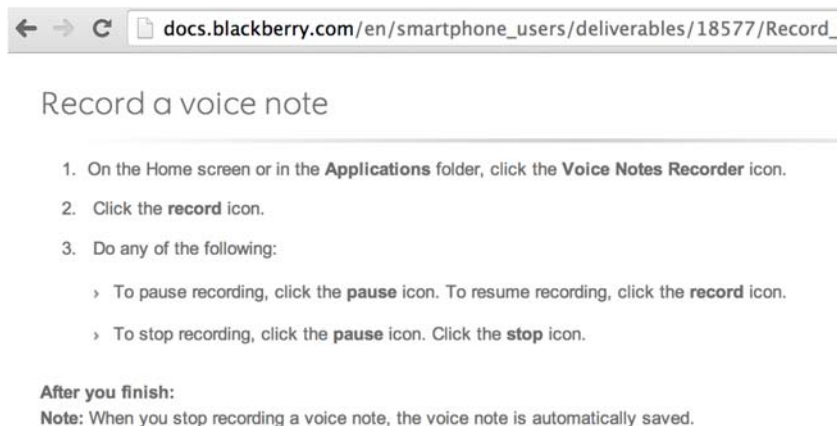 docs.blackberry.com/en/smartphone_users/deliverables/18577/Record_
Record a voice note
1. On the Home screen or in the Applications folder, click the Voice Notes Recorder icon.
2. Click the record icon.
3. Do any of the following:
› To pause recording, click the pause icon. To resume recording, click the record icon.
› To stop recording, click the pause icon. Click the stop icon.
After you finish:
Note: When you stop recording a voice note, the voice note is automatically saved.